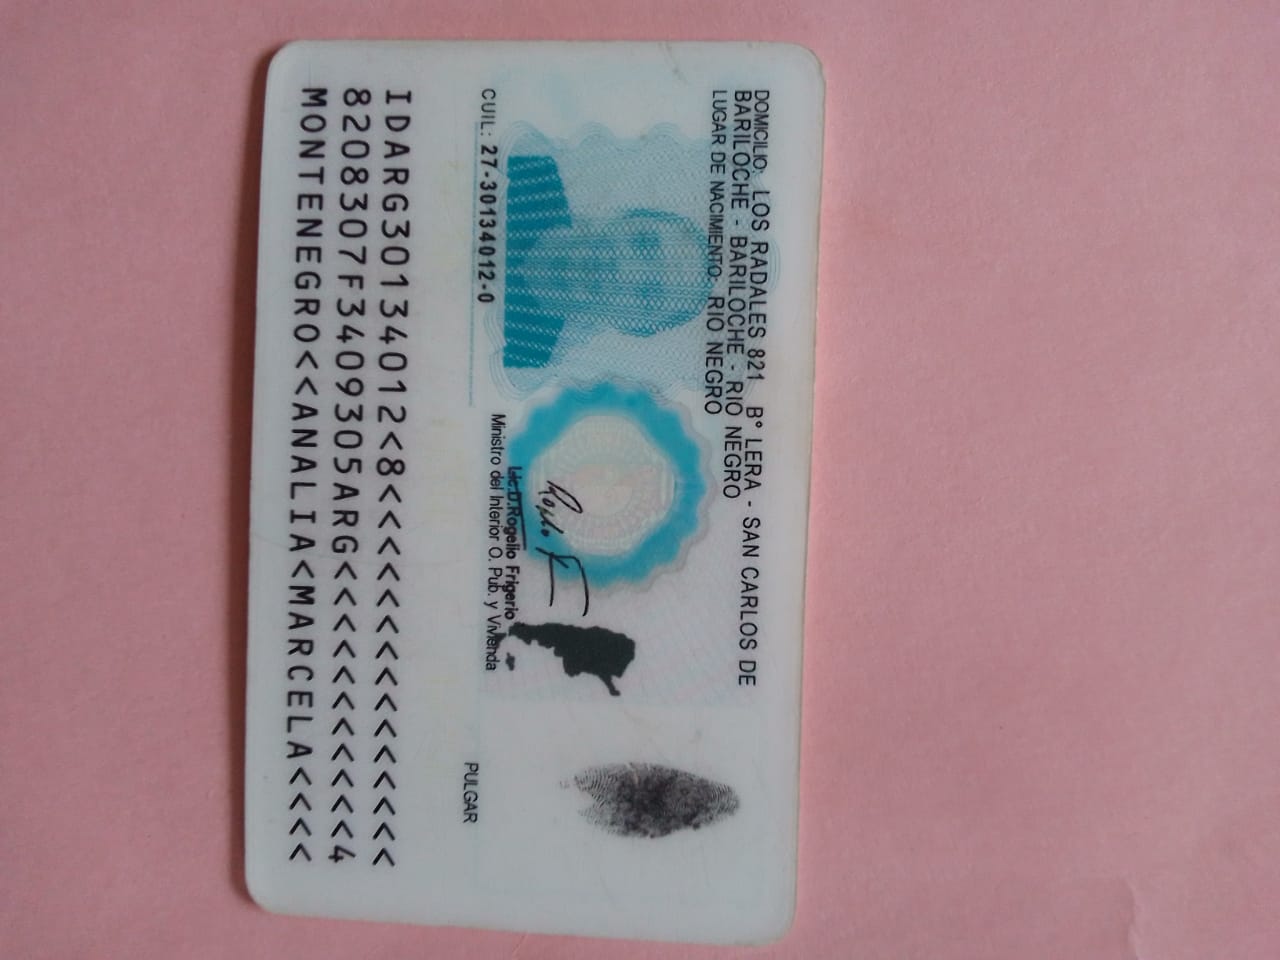 DOMICILIO: LOS RADALES 821 B° LERA - SAN CARLOS DE
BARILOCHE - BARILOCHE - RIO NEGRO
LUGAR DE NACIMIENTO: RIO NEGRO
Lic.D.Rogelio Frigerio
Ministro del Interior O. Pub. y Vivienda
CUIL: 27-30134012-0
PULGAR
IDARG30134012<8<<<<<<<<<<<<<<<
8208307F3409305ARG<<<<<<<<<<<4
MONTENEGRO<<ANALIA<MARCELA<<<<